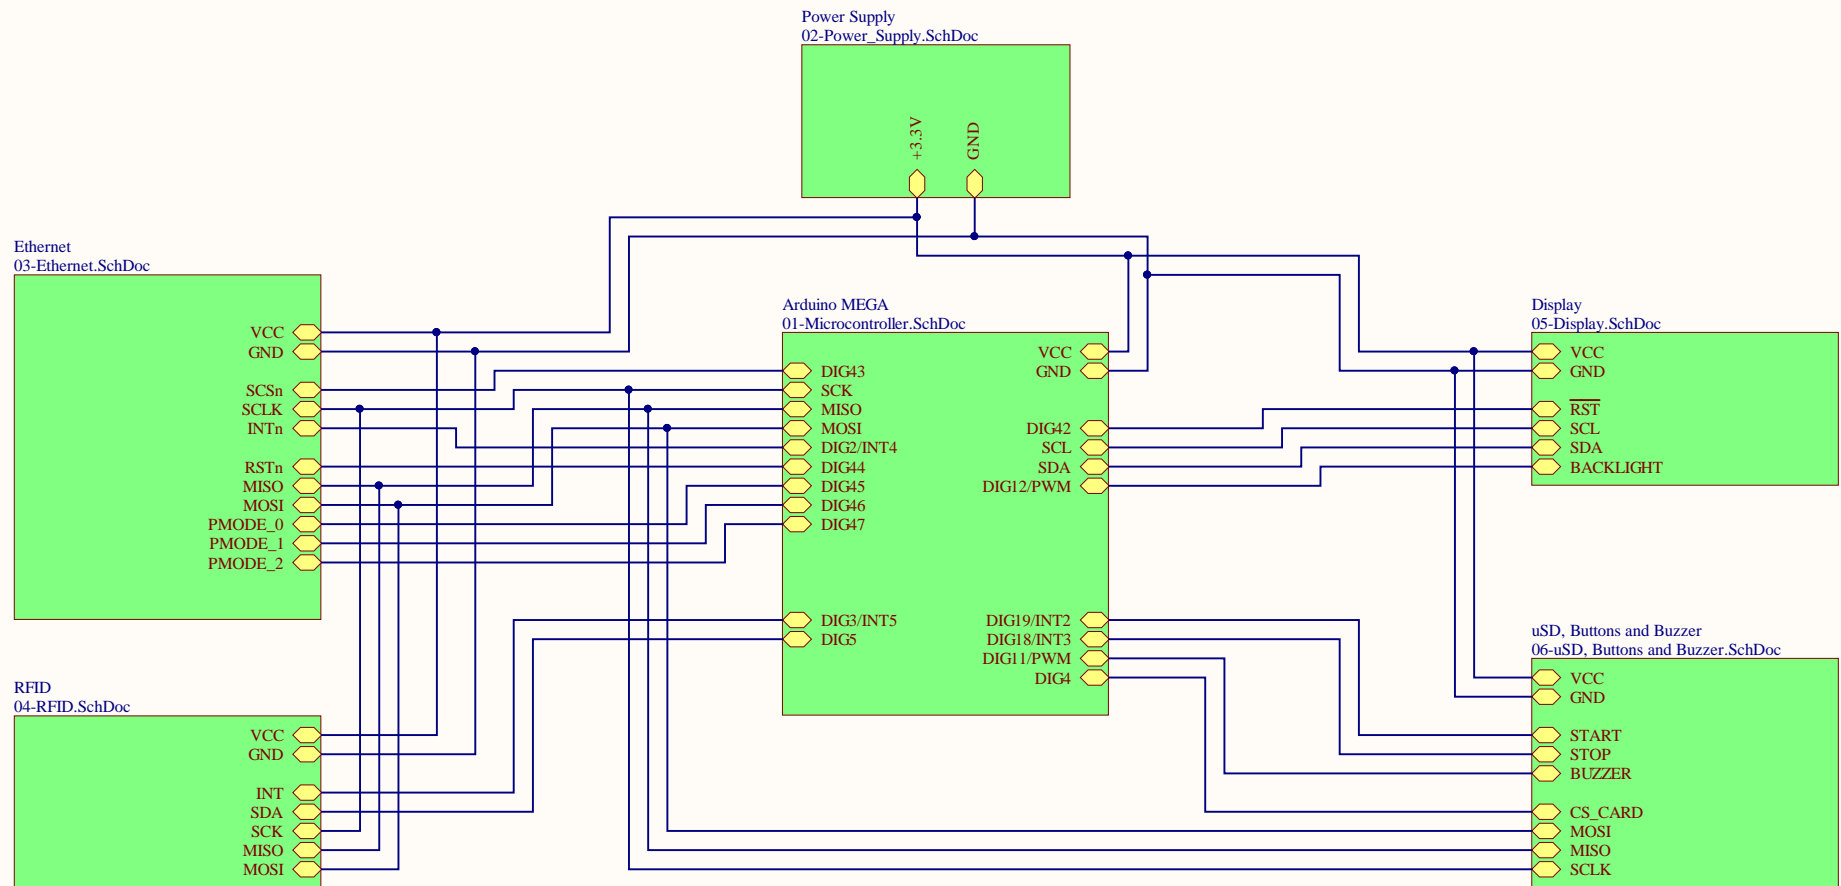 Power Supply
02-Power_Supply.SchDoc
+3.3V
GND
Ethernet
03-Ethernet.SchDoc
VCC
GND
SCSn
SCLK
INTn
RSTn
MISO
MOSI
PMODE_0
PMODE_1
PMODE_2
Arduino MEGA
01-Microcontroller.SchDoc
DIG43
SCK
MISO
MOSI
DIG2/INT4
DIG44
DIG45
DIG46
DIG47
DIG3/INT5
DIG5
VCC
GND
DIG42
SCL
SDA
DIG12/PWM
DIG19/INT2
DIG18/INT3
DIG11/PWM
DIG4
Display
05-Display.SchDoc
VCC
GND
RST
SCL
SDA
BACKLIGHT
RFID
04-RFID.SchDoc
VCC
GND
INT
SDA
SCK
MISO
MOSI
uSD, Buttons and Buzzer
06-uSD, Buttons and Buzzer.SchDoc
VCC
GND
START
STOP
BUZZER
CS_CARD
MOSI
MISO
SCLK